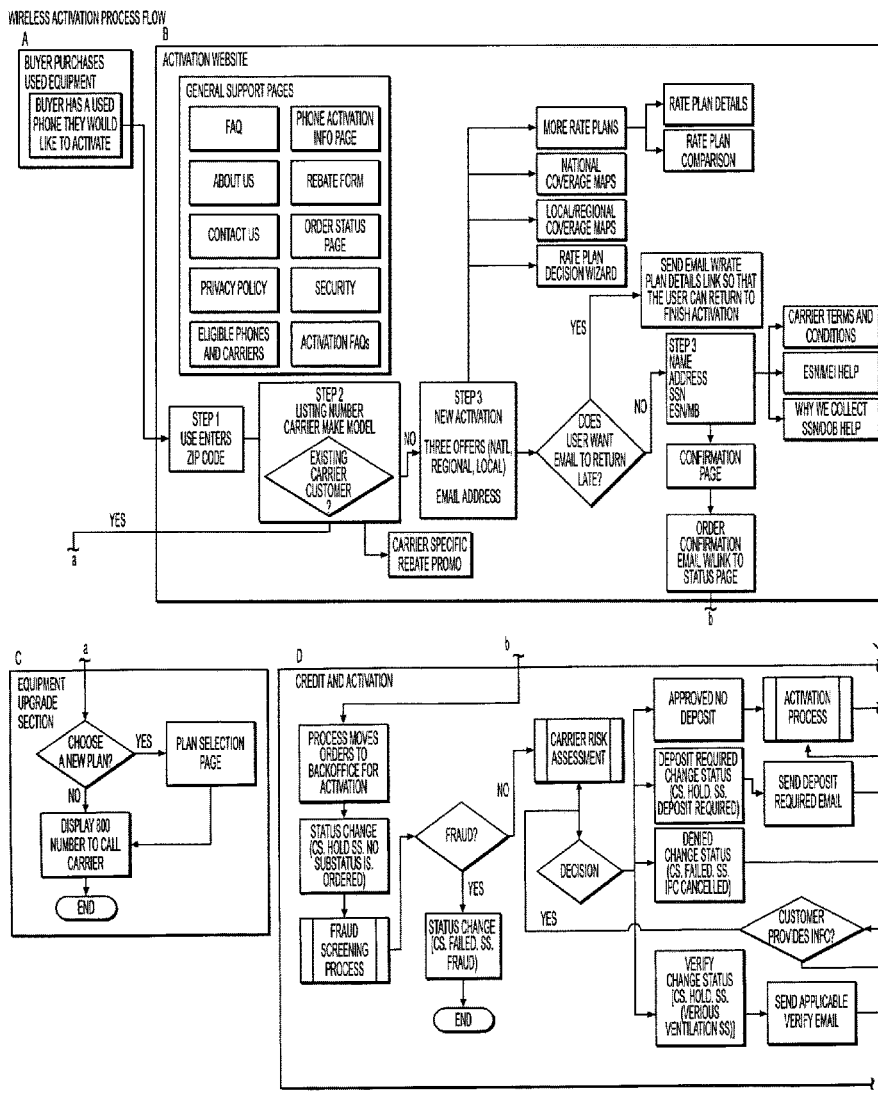 WIRELESS ACTIVATION PROCESS FLOW
A
BUYER PURCHASES
USED EQUIPMENT
BUYER HAS A USED
PHONE THEY WOULD
LIKE TO ACTIVATE
B
ACTIVATION WEBSITE
GENERAL SUPPORT PAGES
FAQ
PHONE ACTIVATION
INFO PAGE
ABOUT US
REBATE FORM
CONTACT US
ORDER STATUS
PAGE
PRIVACY POLICY
SECURITY
ELIGIBLE PHONES
AND CARRIERS
ACTIVATION FAQs
MORE RATE PLANS
RATE PLAN DETAILS
RATE PLAN
COMPARISON
NATIONAL
COVERAGE MAPS
LOCAL/REGIONAL
COVERAGE MAPS
RATE PLAN
DECISION WIZARD
SEND EMAIL W/RATE
PLAN DETAILS LINK SO THAT
THE USER CAN RETURN TO
FINISH ACTIVATION
YES
STEP 1
USE ENTERS
ZIP CODE
STEP 2
LISTING NUMBER
CARRIER MAKE MODEL
EXISTING
CARRIER
CUSTOMER
?
NO
YES
a
CARRIER SPECIFIC
REBATE PROMO
STEP 3
NEW ACTIVATION
THREE OFFERS (NATL,
REGIONAL, LOCAL)
EMAIL ADDRESS
DOES
USER WANT
EMAIL TO RETURN
LATE?
NO
STEP 3
NAME
ADDRESS
SSN
ESN/MB
CARRIER TERMS AND
CONDITIONS
ESN/MEI HELP
WHY WE COLLECT
SSN/DOB HELP
CONFIRMATION
PAGE
ORDER
CONFIRMATION
EMAIL W/LINK TO
STATUS PAGE
b
C
a
EQUIPMENT
UPGRADE
SECTION
CHOOSE
A NEW PLAN?
YES
PLAN SELECTION
PAGE
NO
DISPLAY 800
NUMBER TO CALL
CARRIER
END
D
b
CREDIT AND ACTIVATION
PROCESS MOVES
ORDERS TO
BACKOFFICE FOR
ACTIVATION
STATUS CHANGE
(CS. HOLD SS. NO
SUBSTATUS IS.
ORDERED)
FRAUD
SCREENING
PROCESS
FRAUD?
NO
YES
STATUS CHANGE
[CS. FAILED. SS.
FRAUD)
END
CARRIER RISK
ASSESSMENT
DECISION
YES
APPROVED NO
DEPOSIT
ACTIVATION
PROCESS
DEPOSIT REQUIRED
CHANGE STATUS
(CS. HOLD. SS.
DEPOSIT REQUIRED)
SEND DEPOSIT
REQUIRED EMAIL
DENIED
CHANGE STATUS
(CS. FAILED. SS.
IFC CANCELLED)
CUSTOMER
PROVIDES INFC?
VERIFY
CHANGE STATUS
[CS. HOLD. SS.
(VERIOUS
VENTILATION SS)]
SEND APPLICABLE
VERIFY EMAIL